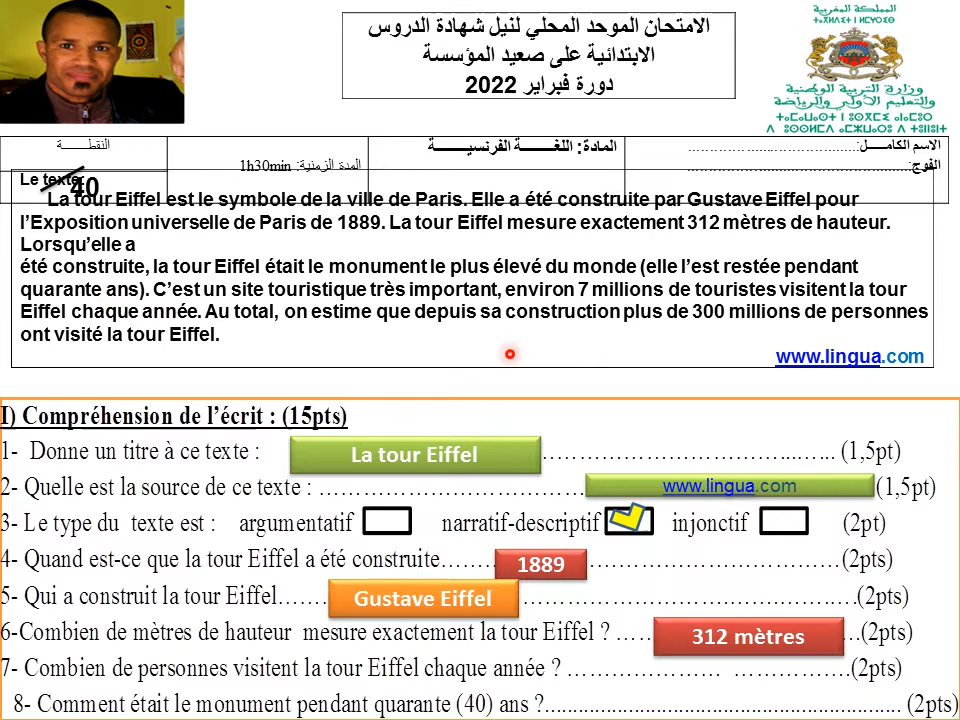 الامتحان الموحد المحلي لنيل شهادة الدروس
الابتدائية على صعيد المؤسسة
دورة فبراير 2022
المملكة المغربية
ⵜⴰⴳⵍⴷⵉⵜ ⵏ ⵍⵎⵖⵔⵉⴱ
وزارة التربية الوطنية
والتعليم الأولي والرياضة
الاسم الكامــــل:........................................
الفوج:....................................................
المادة: اللغــــــة الفرنسيــــــــة
المدة الزمنية: 1h30min
النقطــــــــة
40
Le texte:
La tour Eiffel est le symbole de la ville de Paris. Elle a été construite par Gustave Eiffel pour
l’Exposition universelle de Paris de 1889. La tour Eiffel mesure exactement 312 mètres de hauteur.
Lorsqu’elle a
été construite, la tour Eiffel était le monument le plus élevé du monde (elle l’est restée pendant
quarante ans). C’est un site touristique très important, environ 7 millions de touristes visitent la tour
Eiffel chaque année. Au total, on estime que depuis sa construction plus de 300 millions de personnes
ont visité la tour Eiffel.
www.lingua.com
I) Compréhension de l’écrit : (15pts)
1- Donne un titre à ce texte : La tour Eiffel ……………………………….. (1,5pt)
2- Quelle est la source de ce texte : ……………………………… www.lingua.com (1,5pt)
3- Le type du texte est : argumentatif narratif-descriptif injonctif (2pt)
4- Quand est-ce que la tour Eiffel a été construite…….. 1889 ……………………………(2pts)
5- Qui a construit la tour Eiffel……. Gustave Eiffel ……………………………………….(2pts)
6-Combien de mètres de hauteur mesure exactement la tour Eiffel ? ….. 312 mètres …(2pts)
7- Combien de personnes visitent la tour Eiffel chaque année ? ………………… …………….(2pts)
8- Comment était le monument pendant quarante (40) ans ?............................................................ (2pts)